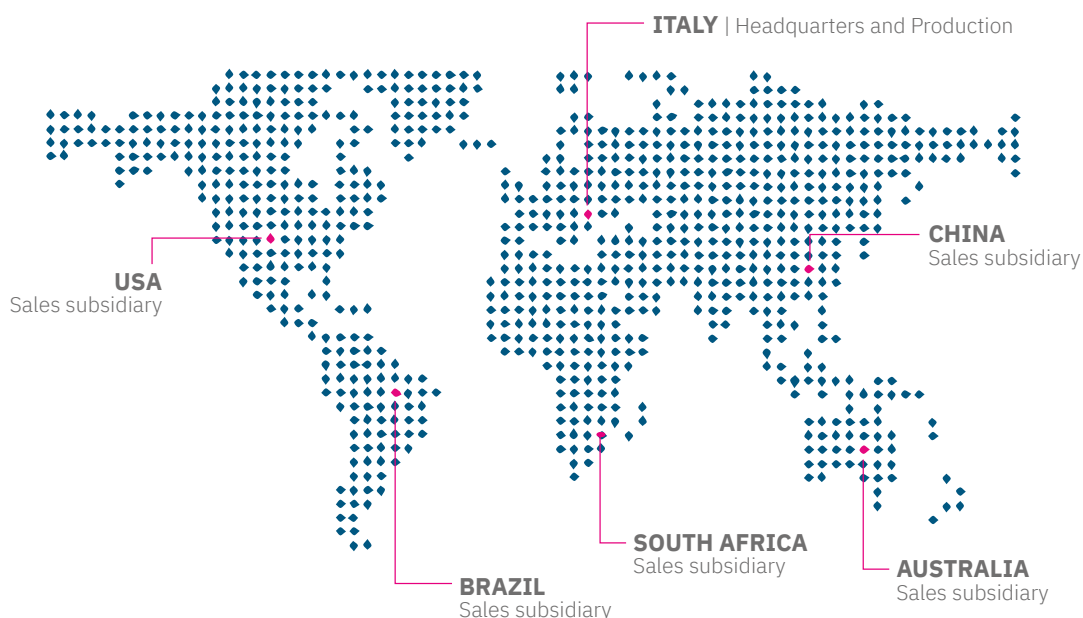 ITALY | Headquarters and Production
CHINA
Sales subsidiary
USA
Sales subsidiary
SOUTH AFRICA
Sales subsidiary
AUSTRALIA
Sales subsidiary
BRAZIL
Sales subsidiary